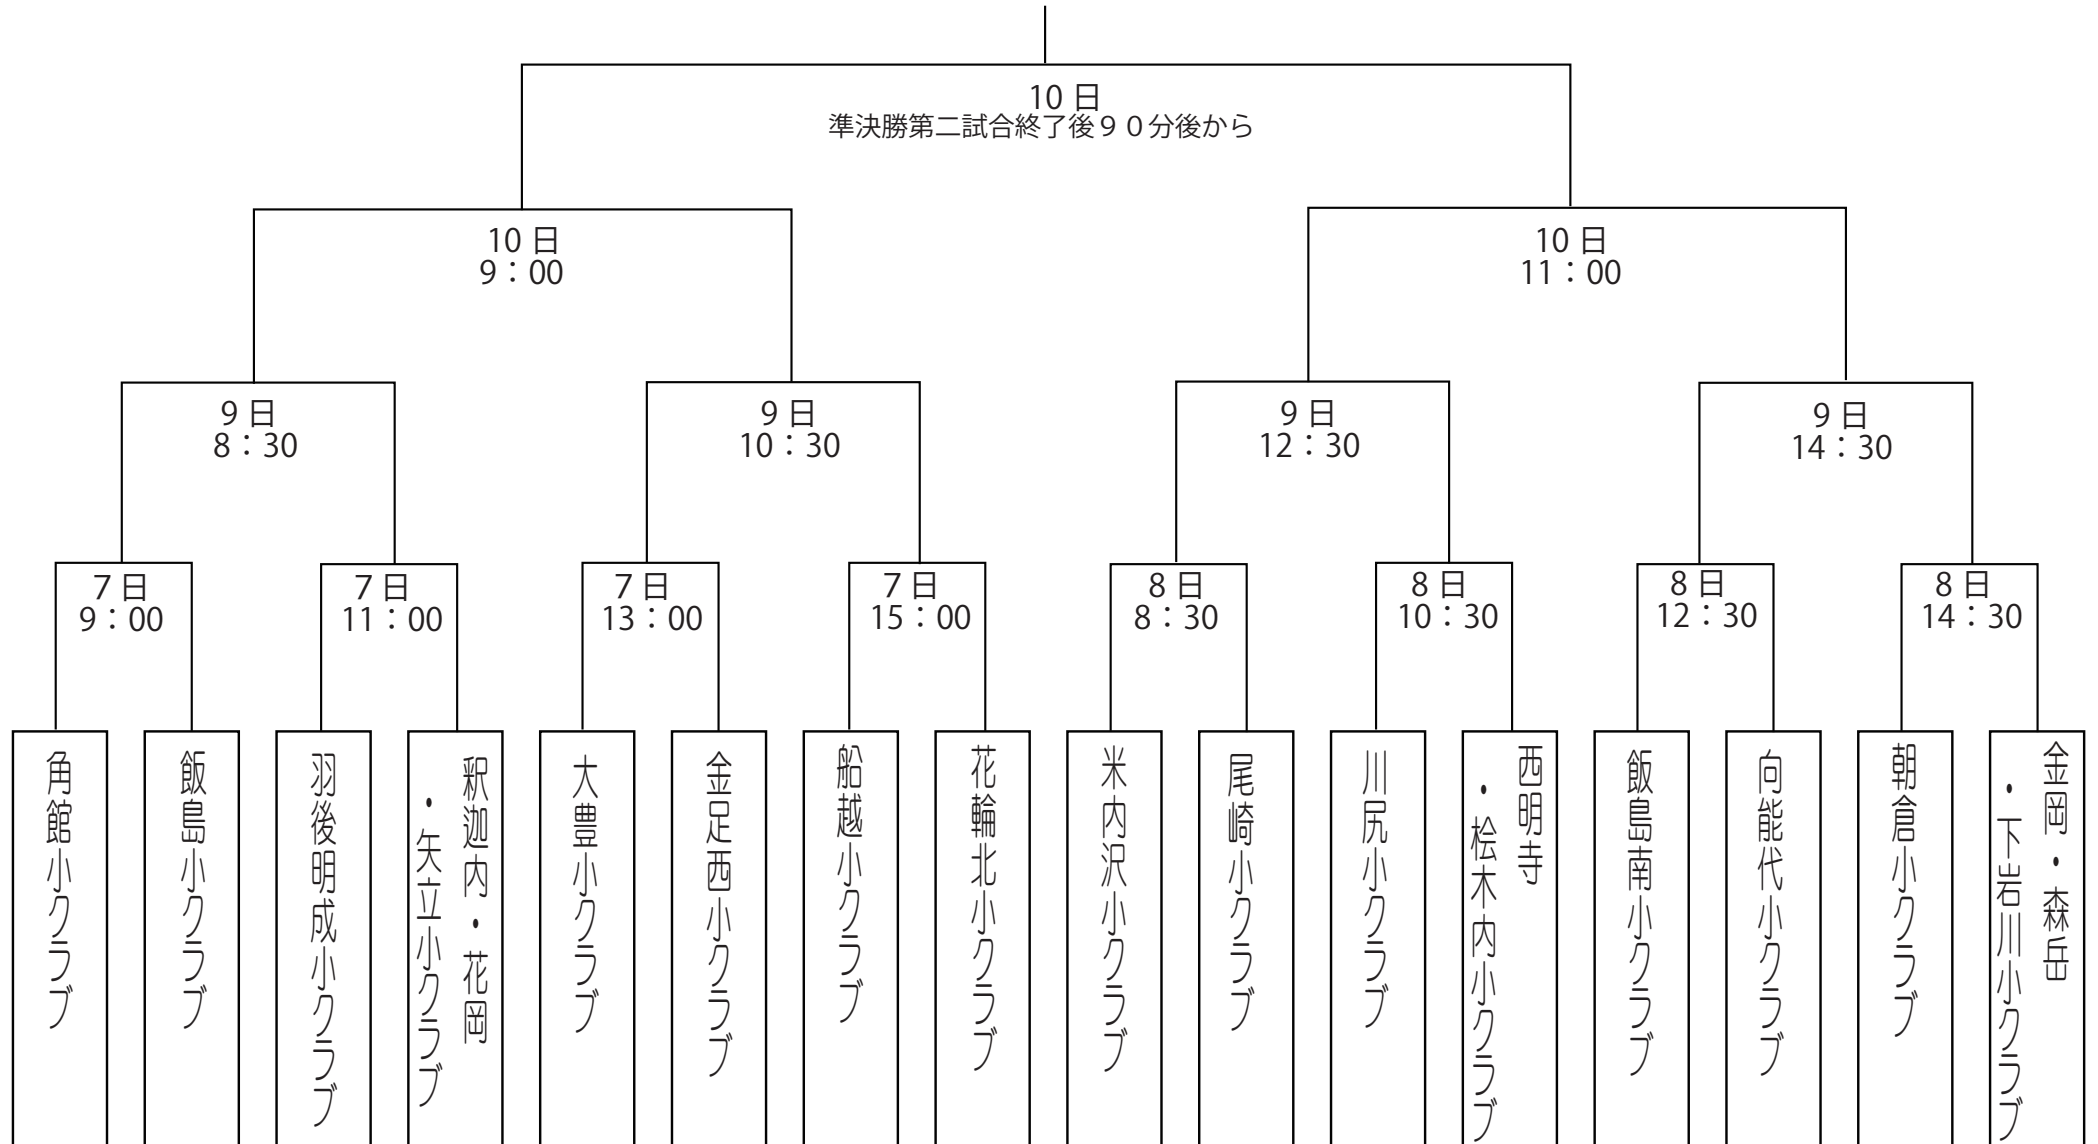 10 日
準決勝第二試合終了後９０分後から
10 日
9：00
10 日
11：00
9 日
8：30
9 日
10：30
9 日
12：30
9 日
14：30
7 日
9：00
7 日
11：00
7 日
13：00
7 日
15：00
8 日
8：30
8 日
10：30
8 日
12：30
8 日
14：30
角館小クラブ
飯島小クラブ
羽後明成小クラブ
釈迦内・花岡
・矢立小クラブ
大豊小クラブ
金足西小クラブ
船越小クラブ
花輪北小クラブ
米内沢小クラブ
尾崎小クラブ
川尻小クラブ
西明寺
・桧木内小クラブ
飯島南小クラブ
向能代小クラブ
朝倉小クラブ
金岡・森岳
・下岩川小クラブ